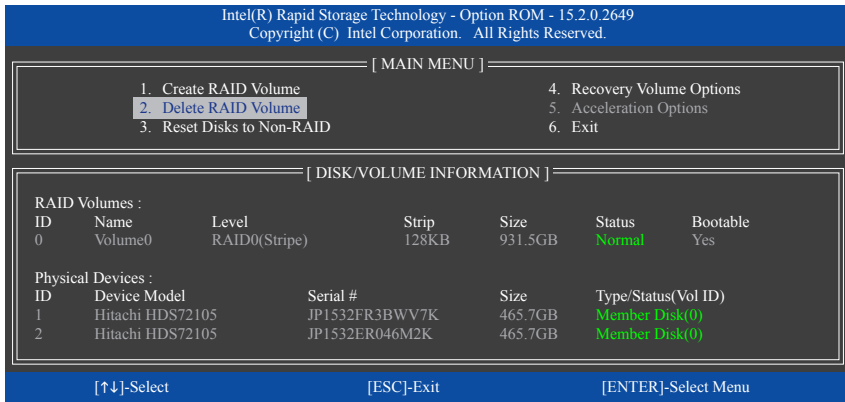 Intel(R) Rapid Storage Technology - Option ROM - 15.2.0.2649
Copyright (C) Intel Corporation. All Rights Reserved.
[ MAIN MENU ]
1. Create RAID Volume
2. Delete RAID Volume
3. Reset Disks to Non-RAID
4. Recovery Volume Options
5. Acceleration Options
6. Exit
[ DISK/VOLUME INFORMATION ]
RAID Volumes :
ID Name Level Strip Size Status Bootable
0 Volume0 RAID0(Stripe) 128KB 931.5GB Normal Yes
Physical Devices :
ID Device Model Serial # Size Type/Status(Vol ID)
1 Hitachi HDS72105 JP1532FR3BWV7K 465.7GB Member Disk(0)
2 Hitachi HDS72105 JP1532ER046M2K 465.7GB Member Disk(0)
[↑↓]-Select [ESC]-Exit [ENTER]-Select Menu